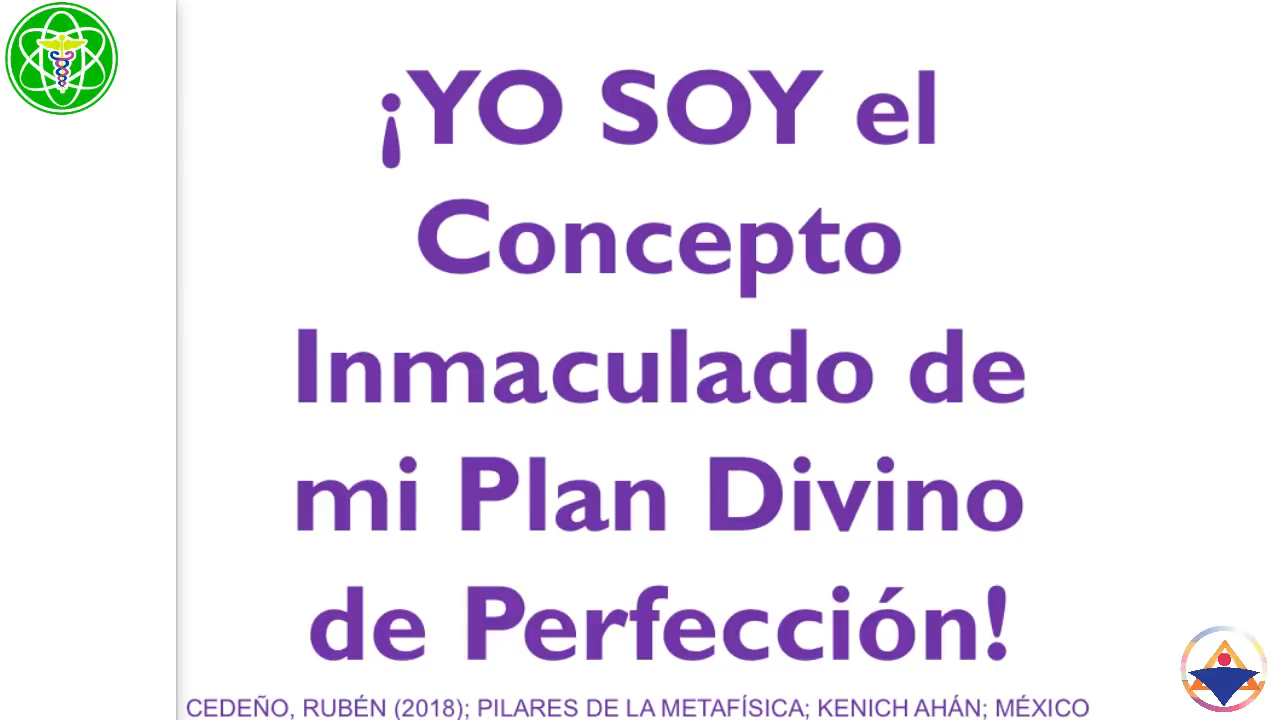 ¡YO SOY el
Concepto
Inmaculado de
mi Plan Divino
de Perfección!
CEDEÑO, RUBÉN (2018); PILARES DE LA METAFÍSICA; KENICH AHÁN; MÉXICO